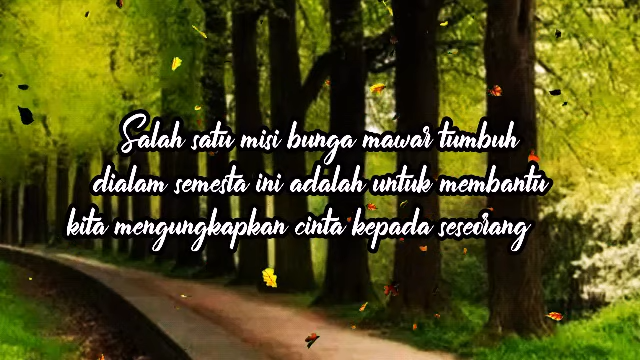 Salah satu misi bunga mawar tumbuh
dialam semesta ini adalah untuk membantu
kita mengungkapkan cinta kepada seseorang